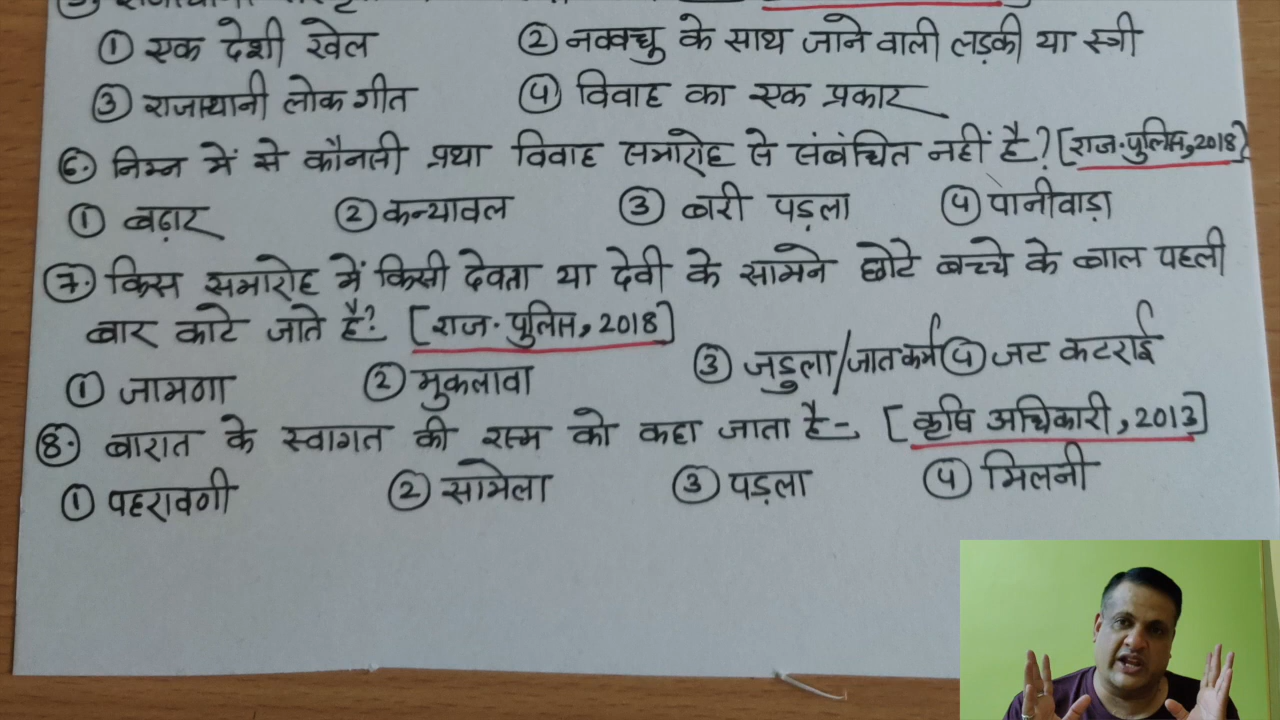 ① एक देशी खेल ② नवव्धु के साथ जाने वाली लड़की या स्त्री
③ राजस्थानी लोक गीत ④ विवाह का एक प्रकार
⑥. निम्न में से कौनसी प्रथा विवाह समारोह से संबंधित नहीं है? [राज.पुलिस,2018]
① बढ़ार ② कन्यावल ③ बरी पड़ला ④ पानीवाड़ा
⑦. किस समारोह में किसी देवता या देवी के सामने छोटे बच्चे के बाल पहली
बार काटे जाते है? [राज.पुलिस,2018]
① जामणा ② मुकलावा ③ जडुला/जातकर्म ④ जट कटराई
⑧. बारात के स्वागत की रस्म को कहा जाता है-. [कृषि अधिकारी,2013]
① पहरावणी ② सामेला ③ पड़ला ④ मिलनी